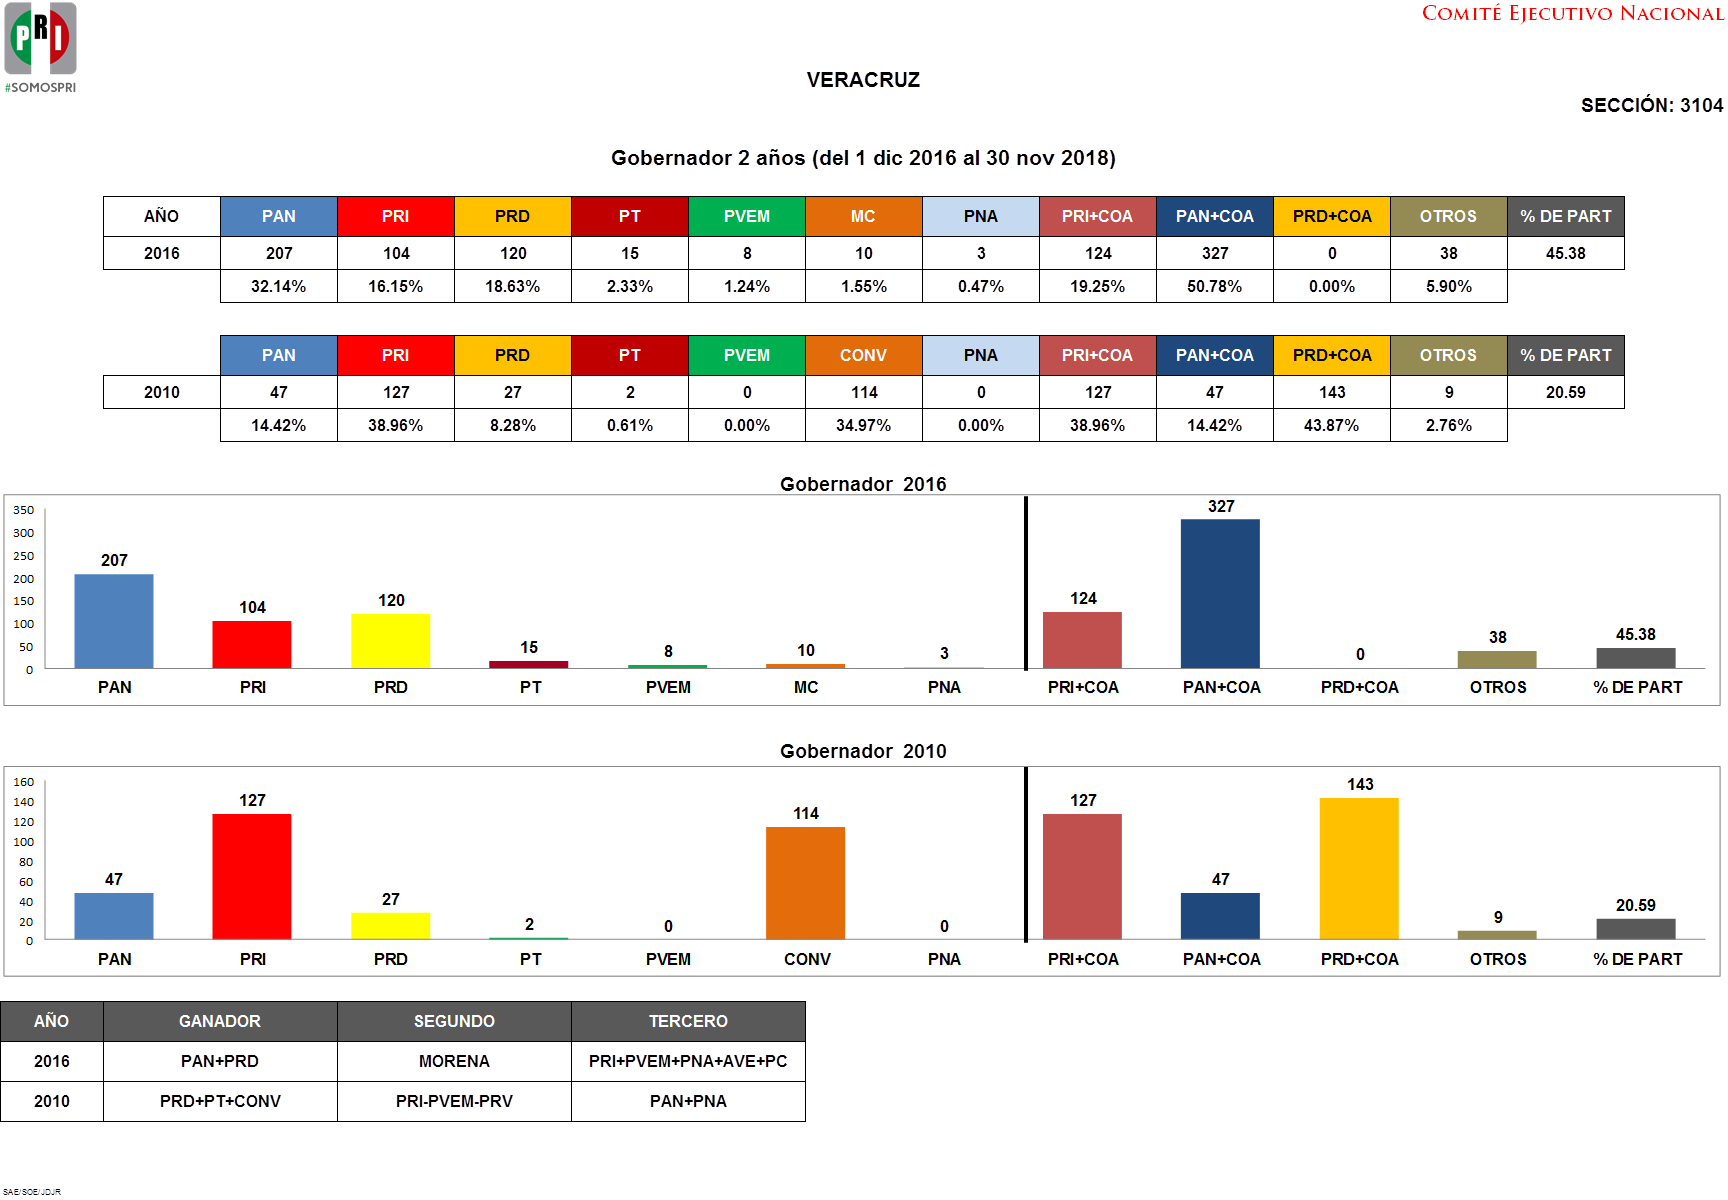 PRI
#SOMOSPRI
COMITÉ EJECUTIVO NACIONAL
VERACRUZ
SECCIÓN: 3104
Gobernador 2 años (del 1 dic 2016 al 30 nov 2018)
AÑO PAN PRI PRD PT PVEM MC PNA PRI+COA PAN+COA PRD+COA OTROS % DE PART
2016 207 104 120 15 8 10 3 124 327 0 38 45.38
32.14% 16.15% 18.63% 2.33% 1.24% 1.55% 0.47% 19.25% 50.78% 0.00% 5.90%
PAN PRI PRD PT PVEM CONV PNA PRI+COA PAN+COA PRD+COA OTROS % DE PART
2010 47 127 27 2 0 114 0 127 47 143 9 20.59
14.42% 38.96% 8.28% 0.61% 0.00% 34.97% 0.00% 38.96% 14.42% 43.87% 2.76%
Gobernador 2016
350
300
250
200
150
100
50
0
207 104 120 15 8 10 3 124 327 0 38 45.38
PAN PRI PRD PT PVEM MC PNA PRI+COA PAN+COA PRD+COA OTROS % DE PART
Gobernador 2010
160
140
120
100
80
60
40
20
0
47 127 27 2 0 114 0 127 47 143 9 20.59
PAN PRI PRD PT PVEM CONV PNA PRI+COA PAN+COA PRD+COA OTROS % DE PART
AÑO GANADOR SEGUNDO TERCERO
2016 PAN+PRD MORENA PRI+PVEM+PNA+AVE+PC
2010 PRD+PT+CONV PRI-PVEM-PRV PAN+PNA
SAE/SOE/JDJR